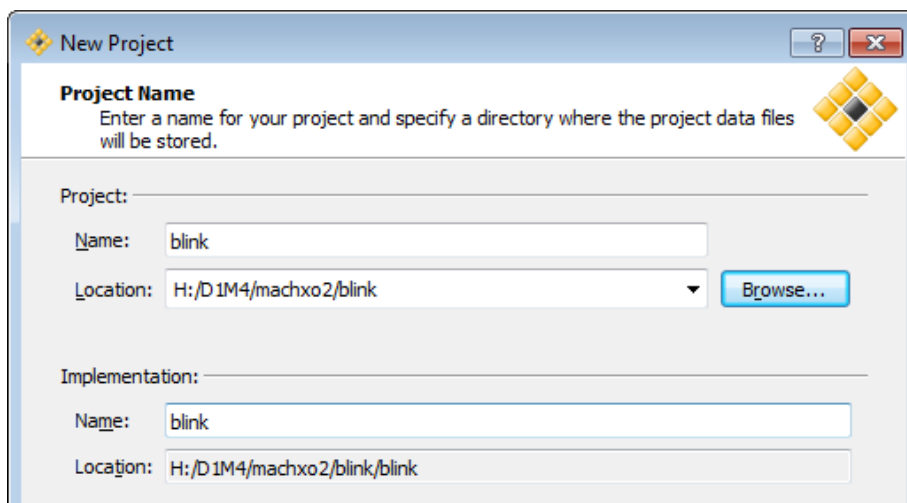 New Project
Project Name
Enter a name for your project and specify a directory where the project data files
will be stored.
Project:
Name: blink
Location: H:/D1M4/machxo2/blink Browse...
Implementation:
Name: blink
Location: H:/D1M4/machxo2/blink/blink